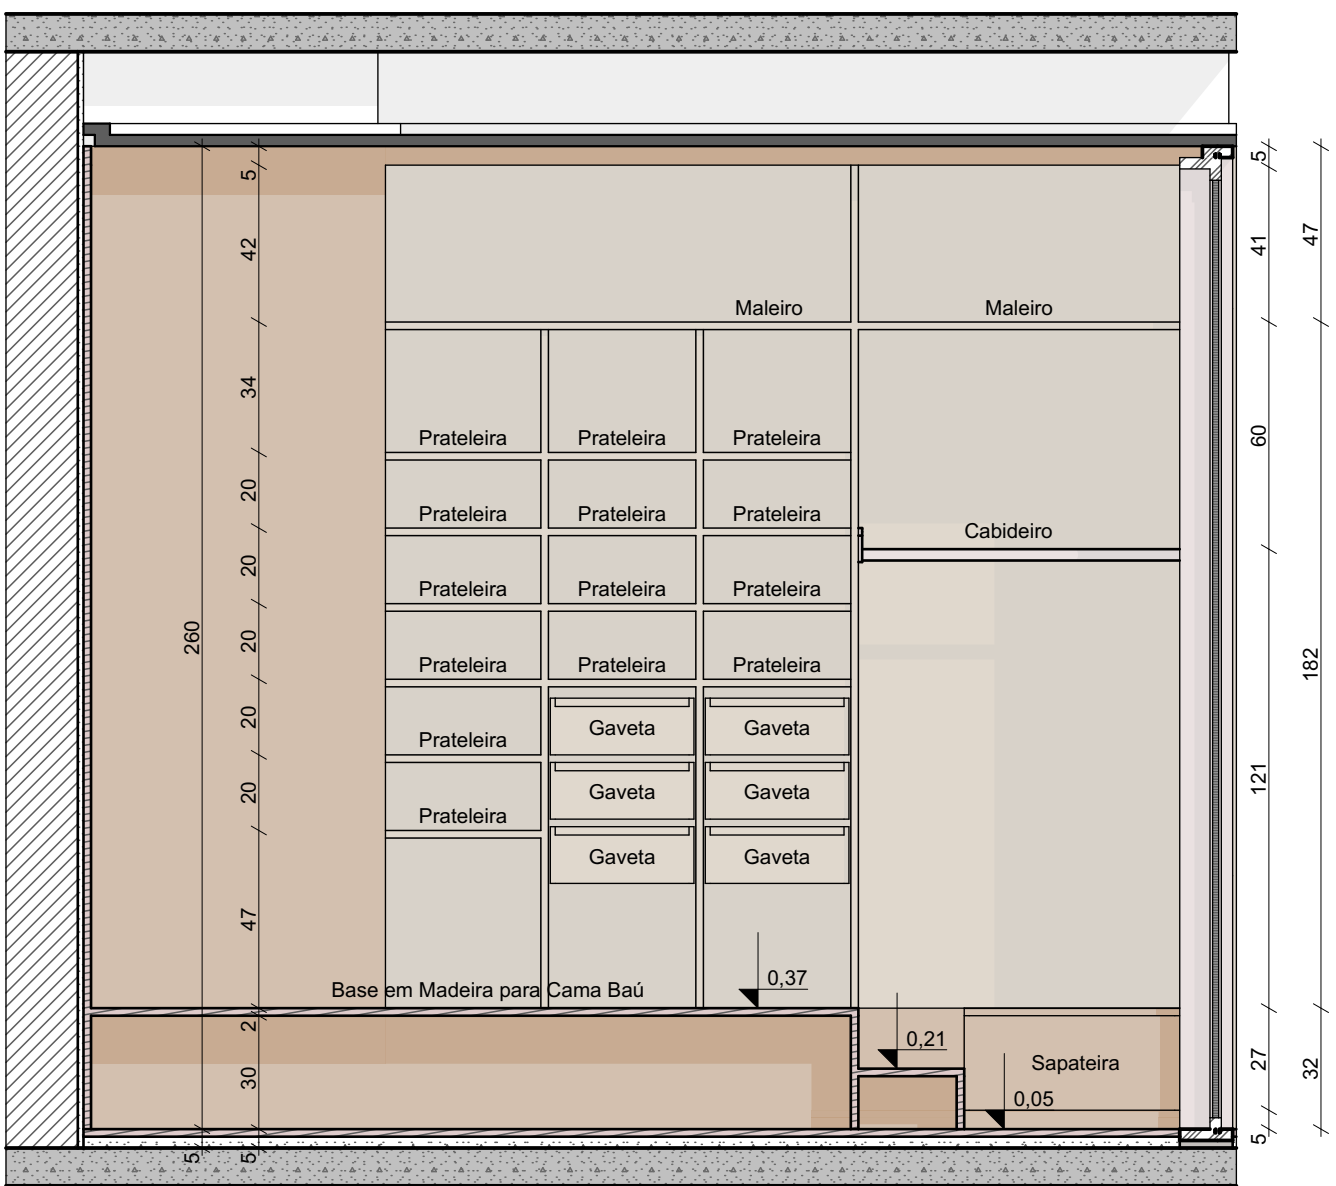 5
5
42
41
47
Maleiro Maleiro
34
Prateleira Prateleira Prateleira
60
20
Prateleira Prateleira Prateleira
Cabideiro
20
Prateleira Prateleira Prateleira
260
20
Prateleira Prateleira Prateleira
182
20
Gaveta Gaveta
Prateleira
121
20
Gaveta Gaveta
Prateleira
Gaveta Gaveta
47
0,37
Base em Madeira para Cama Baú
2
0,21
Sapateira
27
32
30
0,05
5
5
5